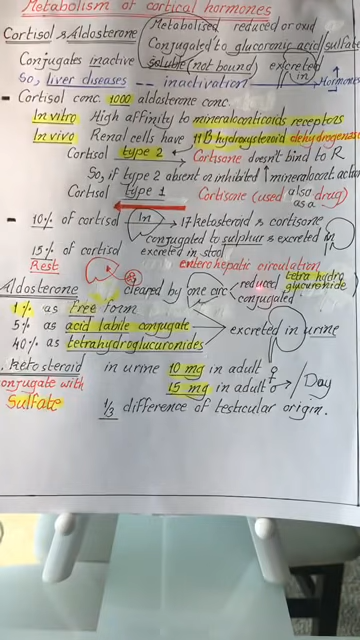 Metabolism of cortical hormones
Cortisol & Aldosterone
Metabolised reduced or oxid
Conjugated to glucoronic acid/sulfate
Conjugates inactive soluble (not bound) excreted in
So, liver diseases -- inactivation Hormones
- Cortisol conc 1000 aldosterone conc
In vitro High affinity to mineralcorticoids receptors
In vivo Renal cells have 11B hydroxysteroid dehydrogenase
Cortisol type 2 Cortisone doesn't bind to R
So, if type 2 absent or inhibited ↑ mineralocort action
Cortisol type 1 Cortisone (used also as a drug)
- 10% of cortisol In → 17 ketosteroid & cortisone
conjugated to sulphur & excreted in
15% of cortisol excreted in stool
Rest enterohepatic circulation
Aldosterone cleared by one circ reduced tetra hydro glucuronide
conjugated
1% as free form
5% as acid labile conjugate excreted in urine
40% as tetrahydroglucuronides
. ketosteroid in urine 10 mg in adult ♀
conjugate with 15 mg in adult ♂ → /Day
Sulfate 1/3 difference of testicular origin.